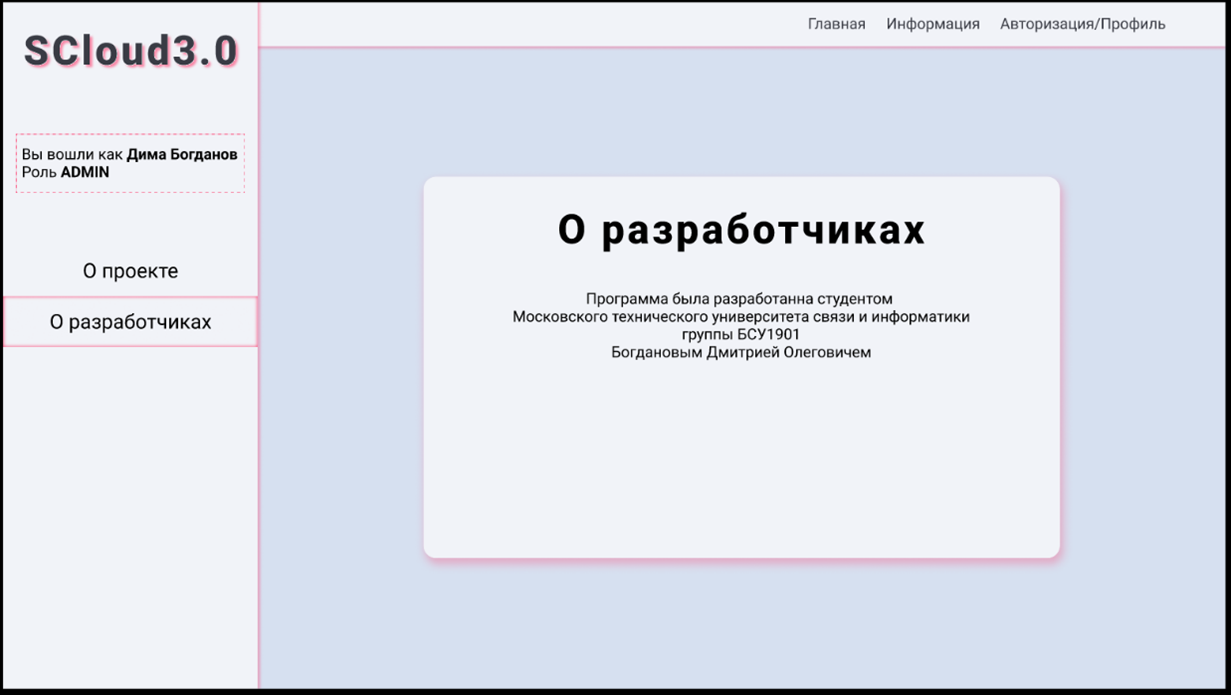 SCloud3.0
Главная Информация Авторизация/Профиль
Вы вошли как Дима Богданов
Роль ADMIN
О проекте
О разработчиках
О разработчиках
Программа была разработанна студентом
Московского технического университета связи и информатики
группы БСУ1901
Богдановым Дмитрией Олеговичем